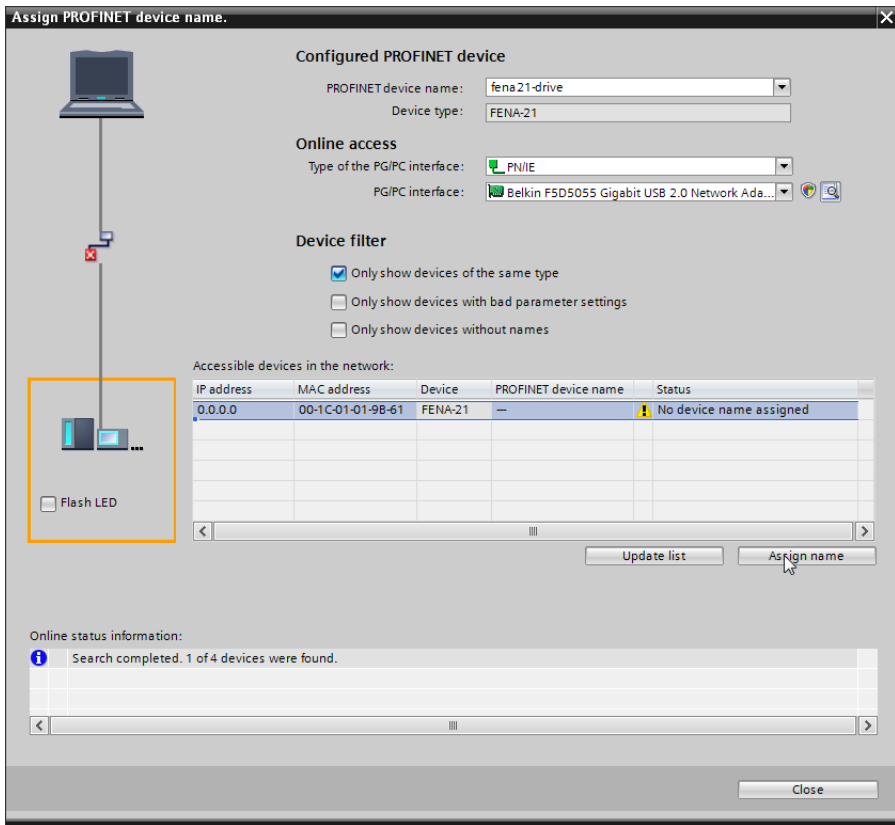 Assign PROFINET device name.
Configured PROFINET device
PROFINET device name: fena21-drive
Device type: FENA-21
Online access
Type of the PG/PC interface: PN/IE
PG/PC interface: Belkin F5D5055 Gigabit USB 2.0 Network Ada...
Device filter
Only show devices of the same type
Only show devices with bad parameter settings
Only show devices without names
Accessible devices in the network:
IP address MAC address Device PROFINET device name Status
0.0.0.0 00-1C-01-01-9B-61 FENA-21 — No device name assigned
...
Flash LED
Update list Assign name
Online status information:
Search completed. 1 of 4 devices were found.
Close